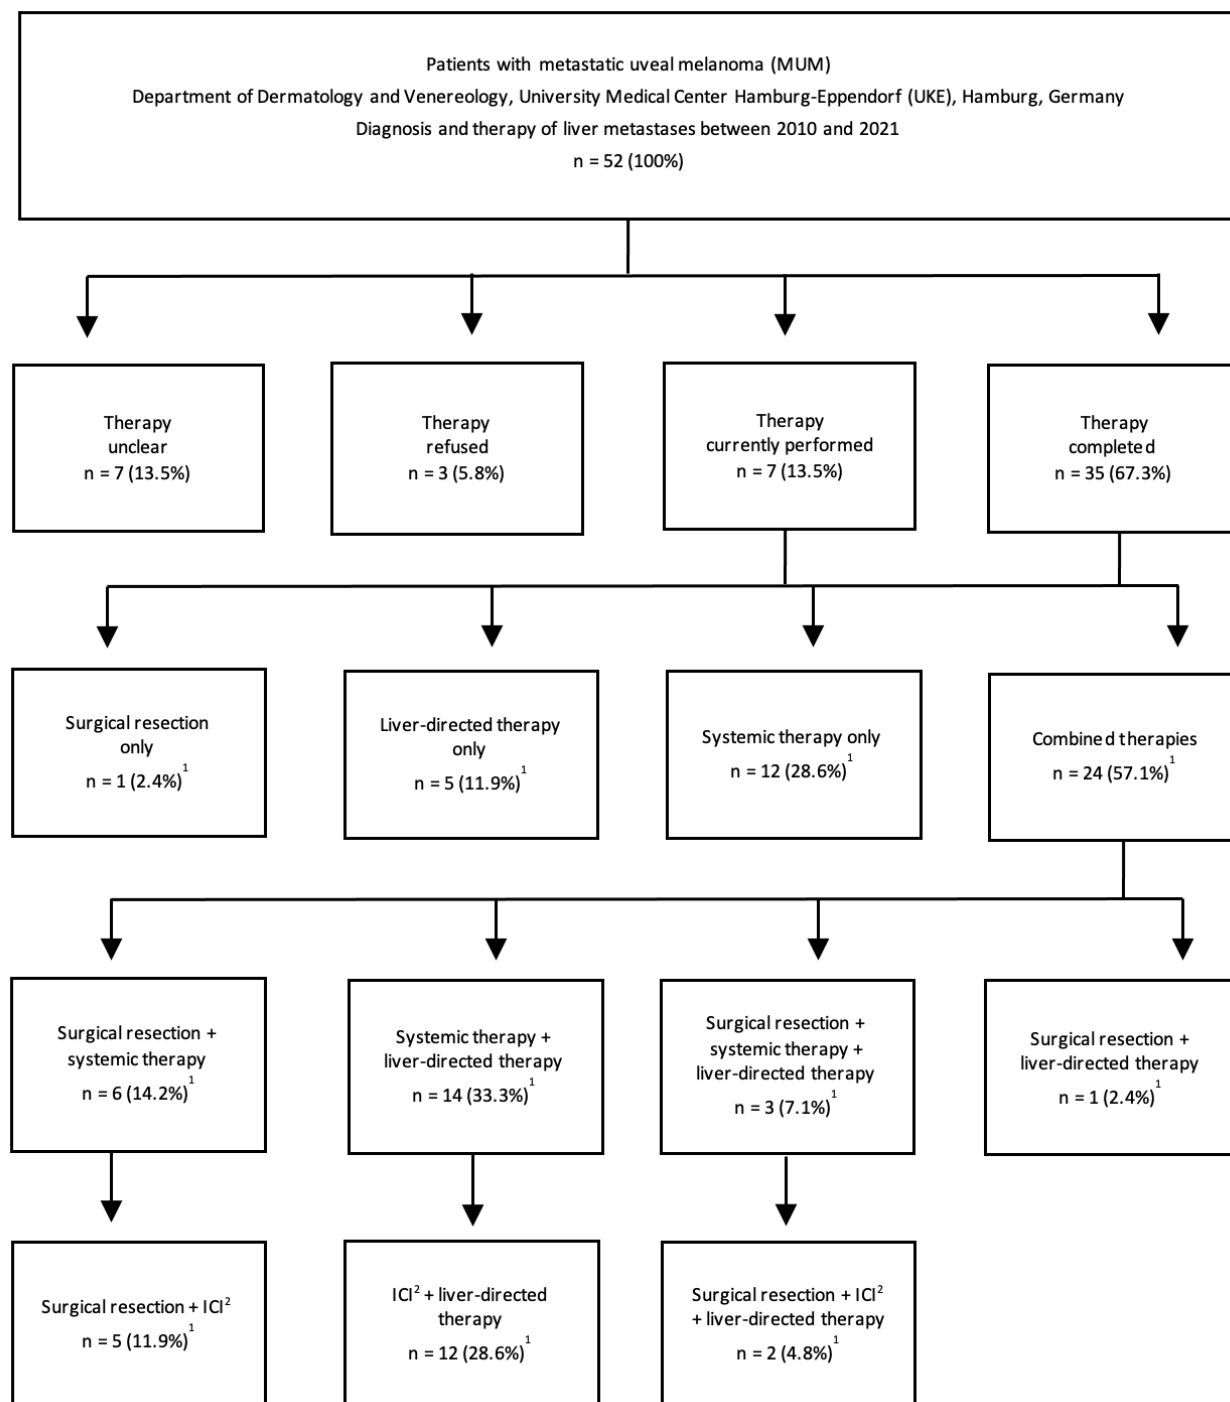 Patients with metastatic uveal melanoma (MUM)
Department of Dermatology and Venereology, University Medical Center Hamburg-Eppendorf (UKE), Hamburg, Germany
Diagnosis and therapy of liver metastases between 2010 and 2021
n = 52 (100%)
Therapy
unclear
n = 7 (13.5%)
Therapy
refused
n = 3 (5.8%)
Therapy
currently performed
n = 7 (13.5%)
Therapy
completed
n = 35 (67.3%)
Surgical resection
only
n = 1 (2.4%)¹
Liver-directed therapy
only
n = 5 (11.9%)¹
Systemic therapy only
n = 12 (28.6%)¹
Combined therapies
n = 24 (57.1%)¹
Surgical resection +
systemic therapy
n = 6 (14.2%)¹
Systemic therapy +
liver-directed therapy
n = 14 (33.3%)¹
Surgical resection +
systemic therapy +
liver-directed therapy
n = 3 (7.1%)¹
Surgical resection +
liver-directed therapy
n = 1 (2.4%)¹
Surgical resection + ICI²
n = 5 (11.9%)¹
ICI² + liver-directed
therapy
n = 12 (28.6%)¹
Surgical resection + ICI²
+ liver-directed therapy
n = 2 (4.8%)¹